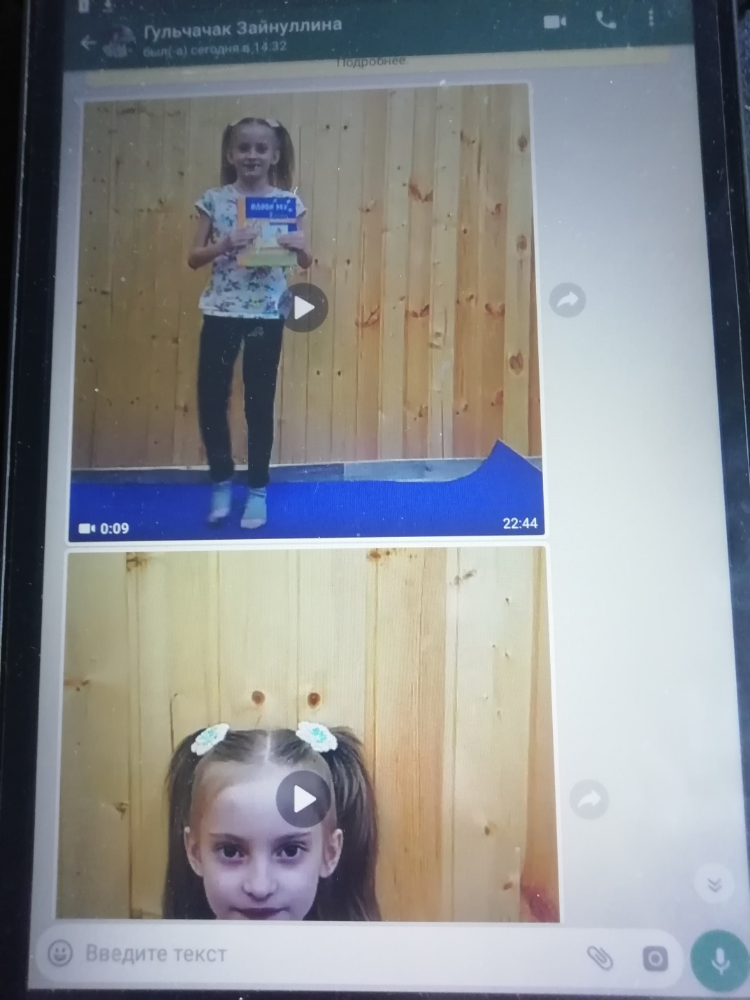 Гульчачак Зайнуллина
был(-а) сегодня в 14:32
Подробнее.
0:09
22:44
Введите текст